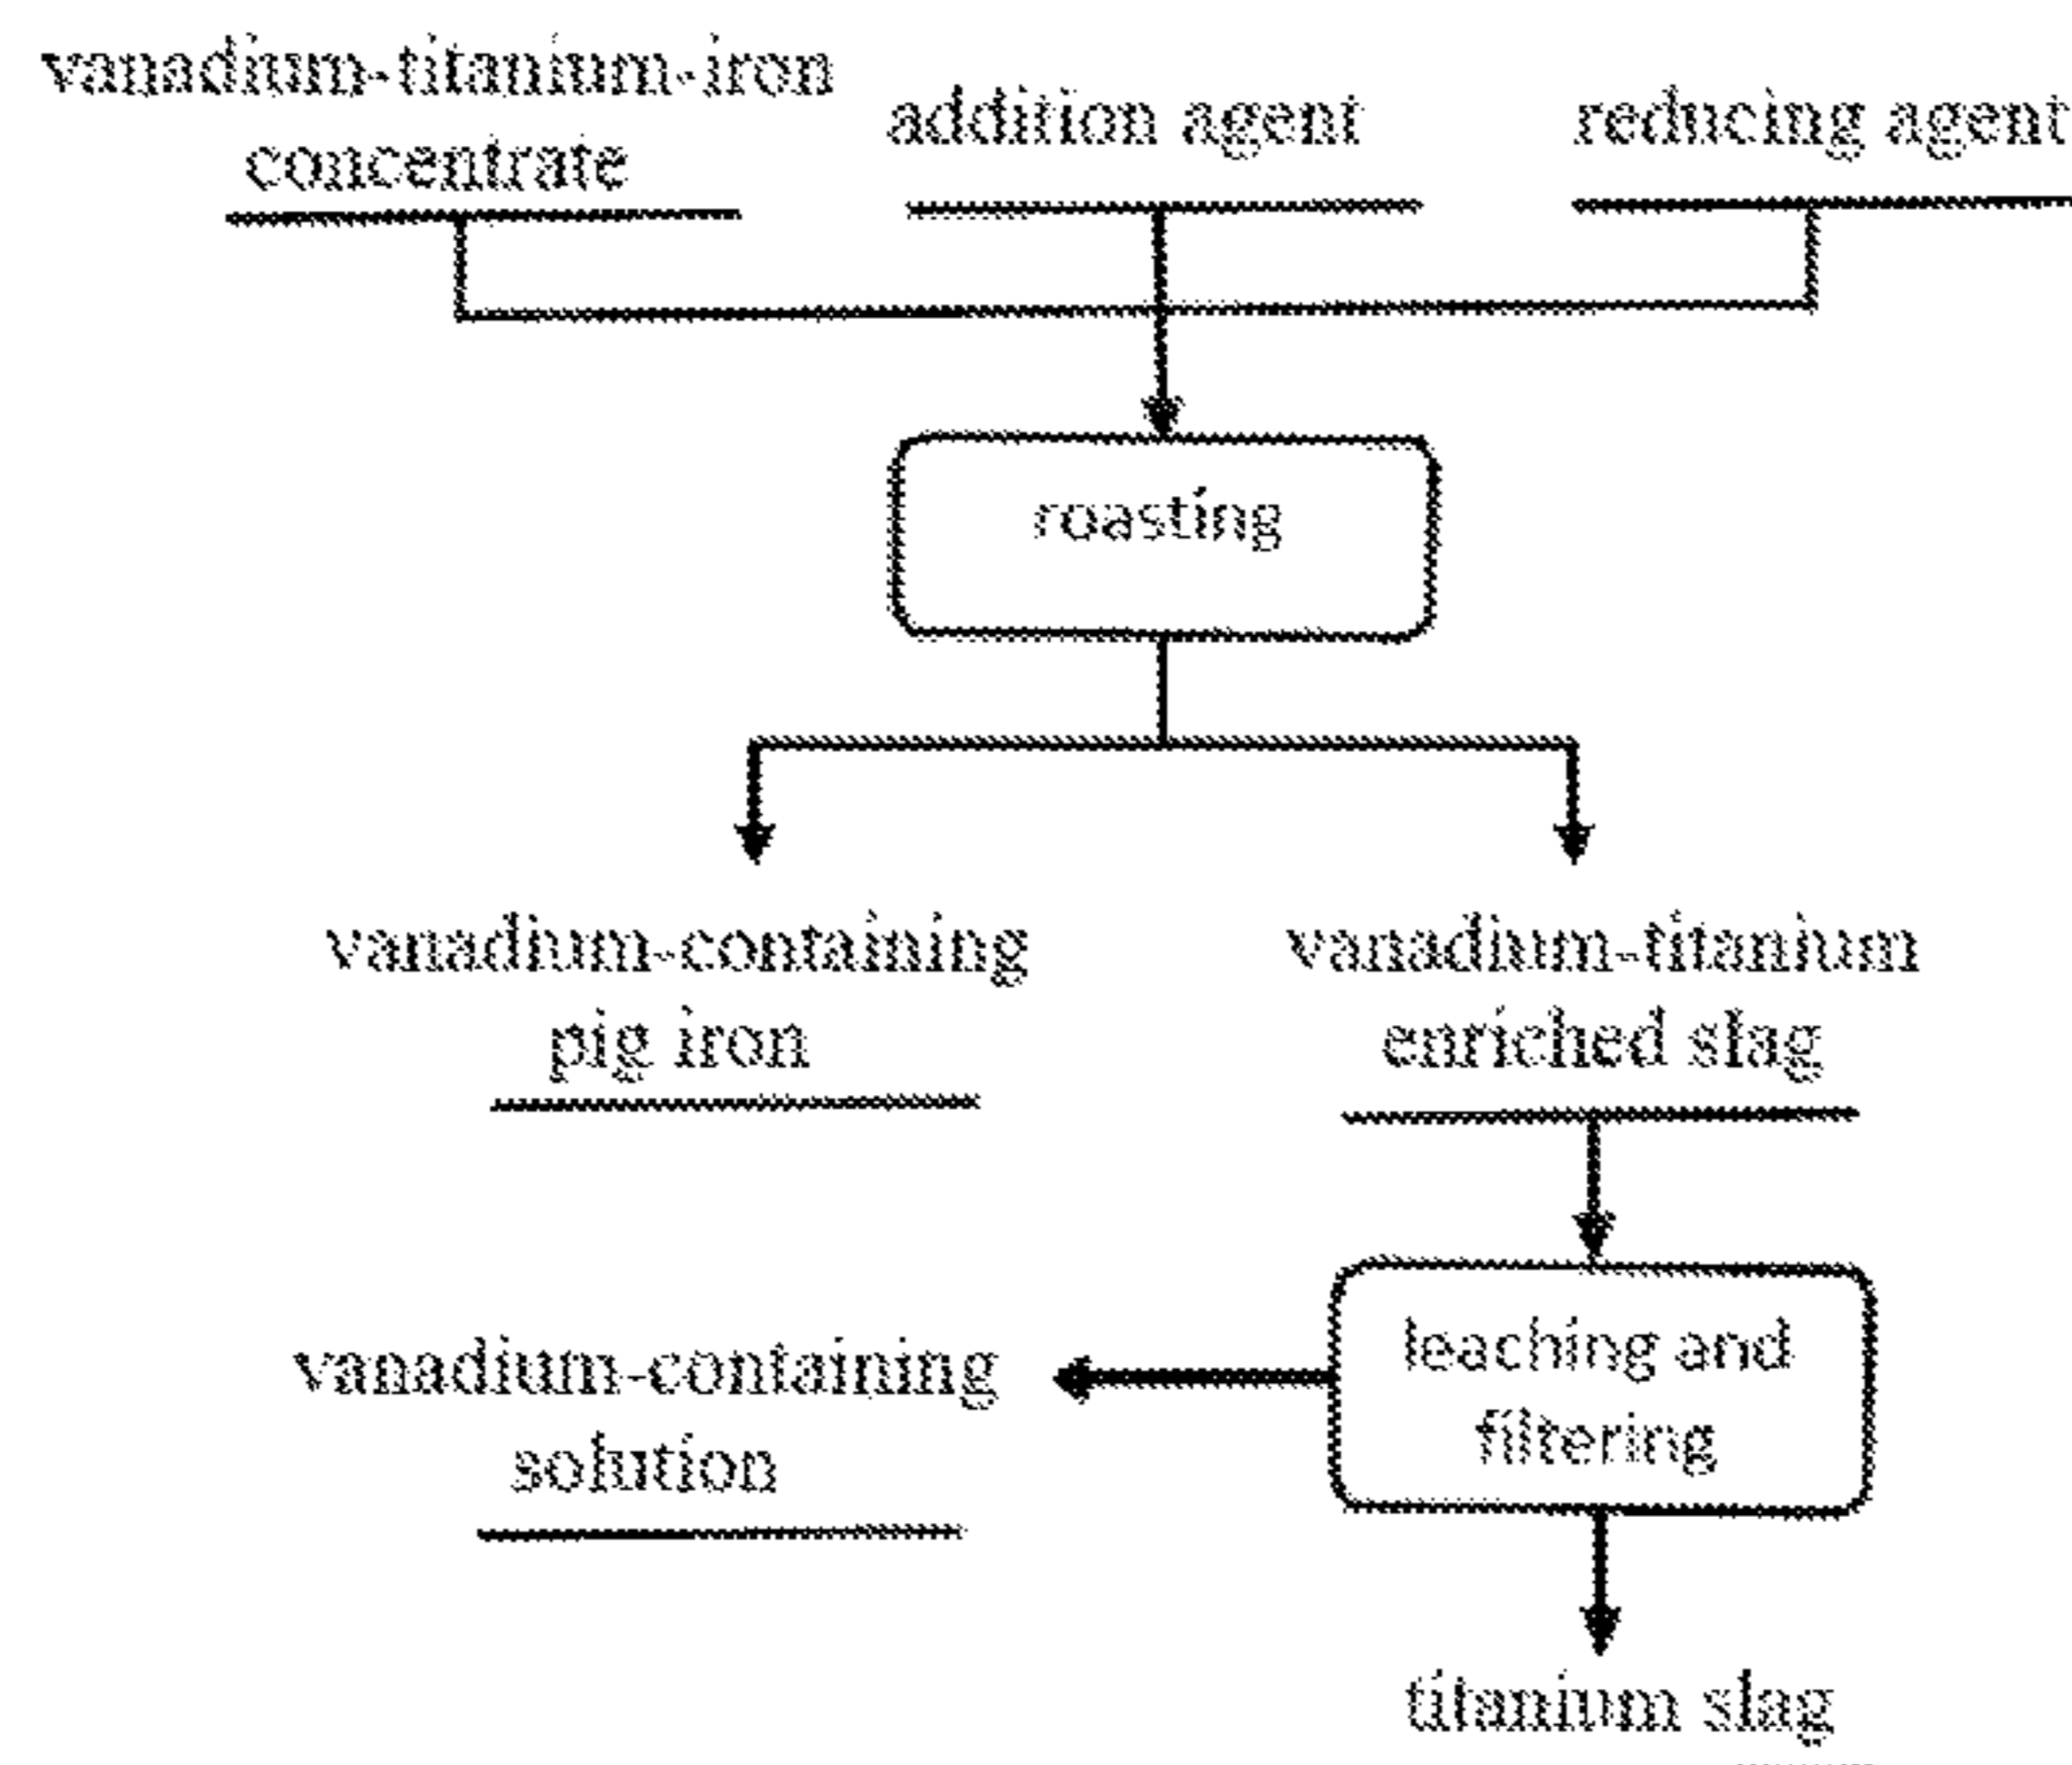 vanadium-titanium-iron
concentrate
addition agent
reducing agent
roasting
vanadium-containing
pig iron
vanadium-titanium
enriched slag
leaching and
filtering
vanadium-containing
solution
titanium slag